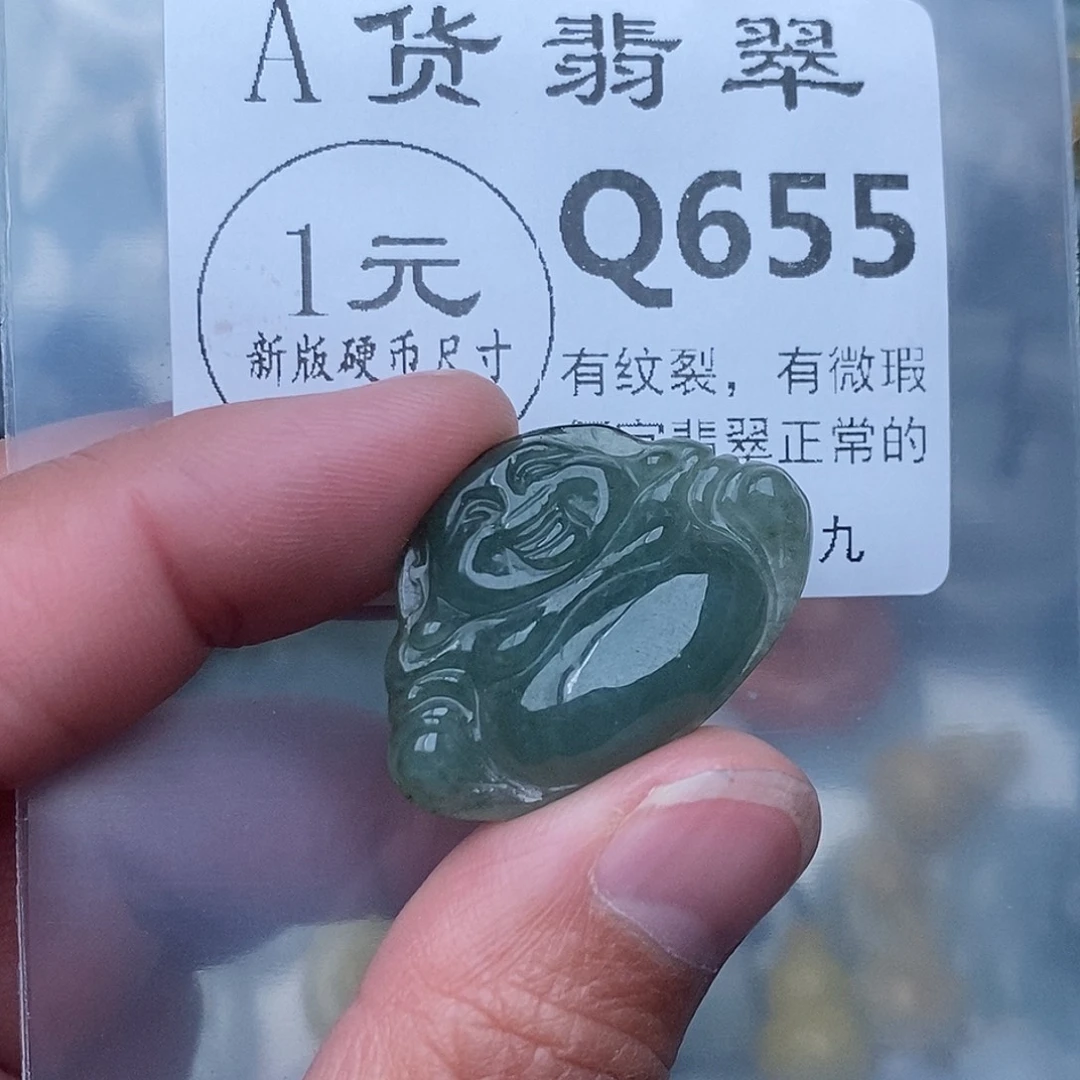 A货翡翠
1元
Q655
新版硬币尺寸
有纹裂，有微瑕
翡翠正常的
九